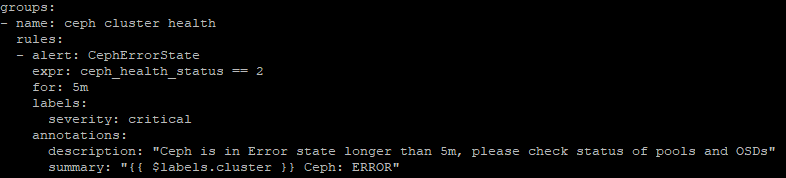 groups:
- name: ceph cluster health
  rules:
  - alert: CephErrorState
    expr: ceph_health_status == 2
    for: 5m
    labels:
      severity: critical
    annotations:
      description: "Ceph is in Error state longer than 5m, please check status of pools and OSDs"
      summary: "{{ $labels.cluster }} Ceph: ERROR"